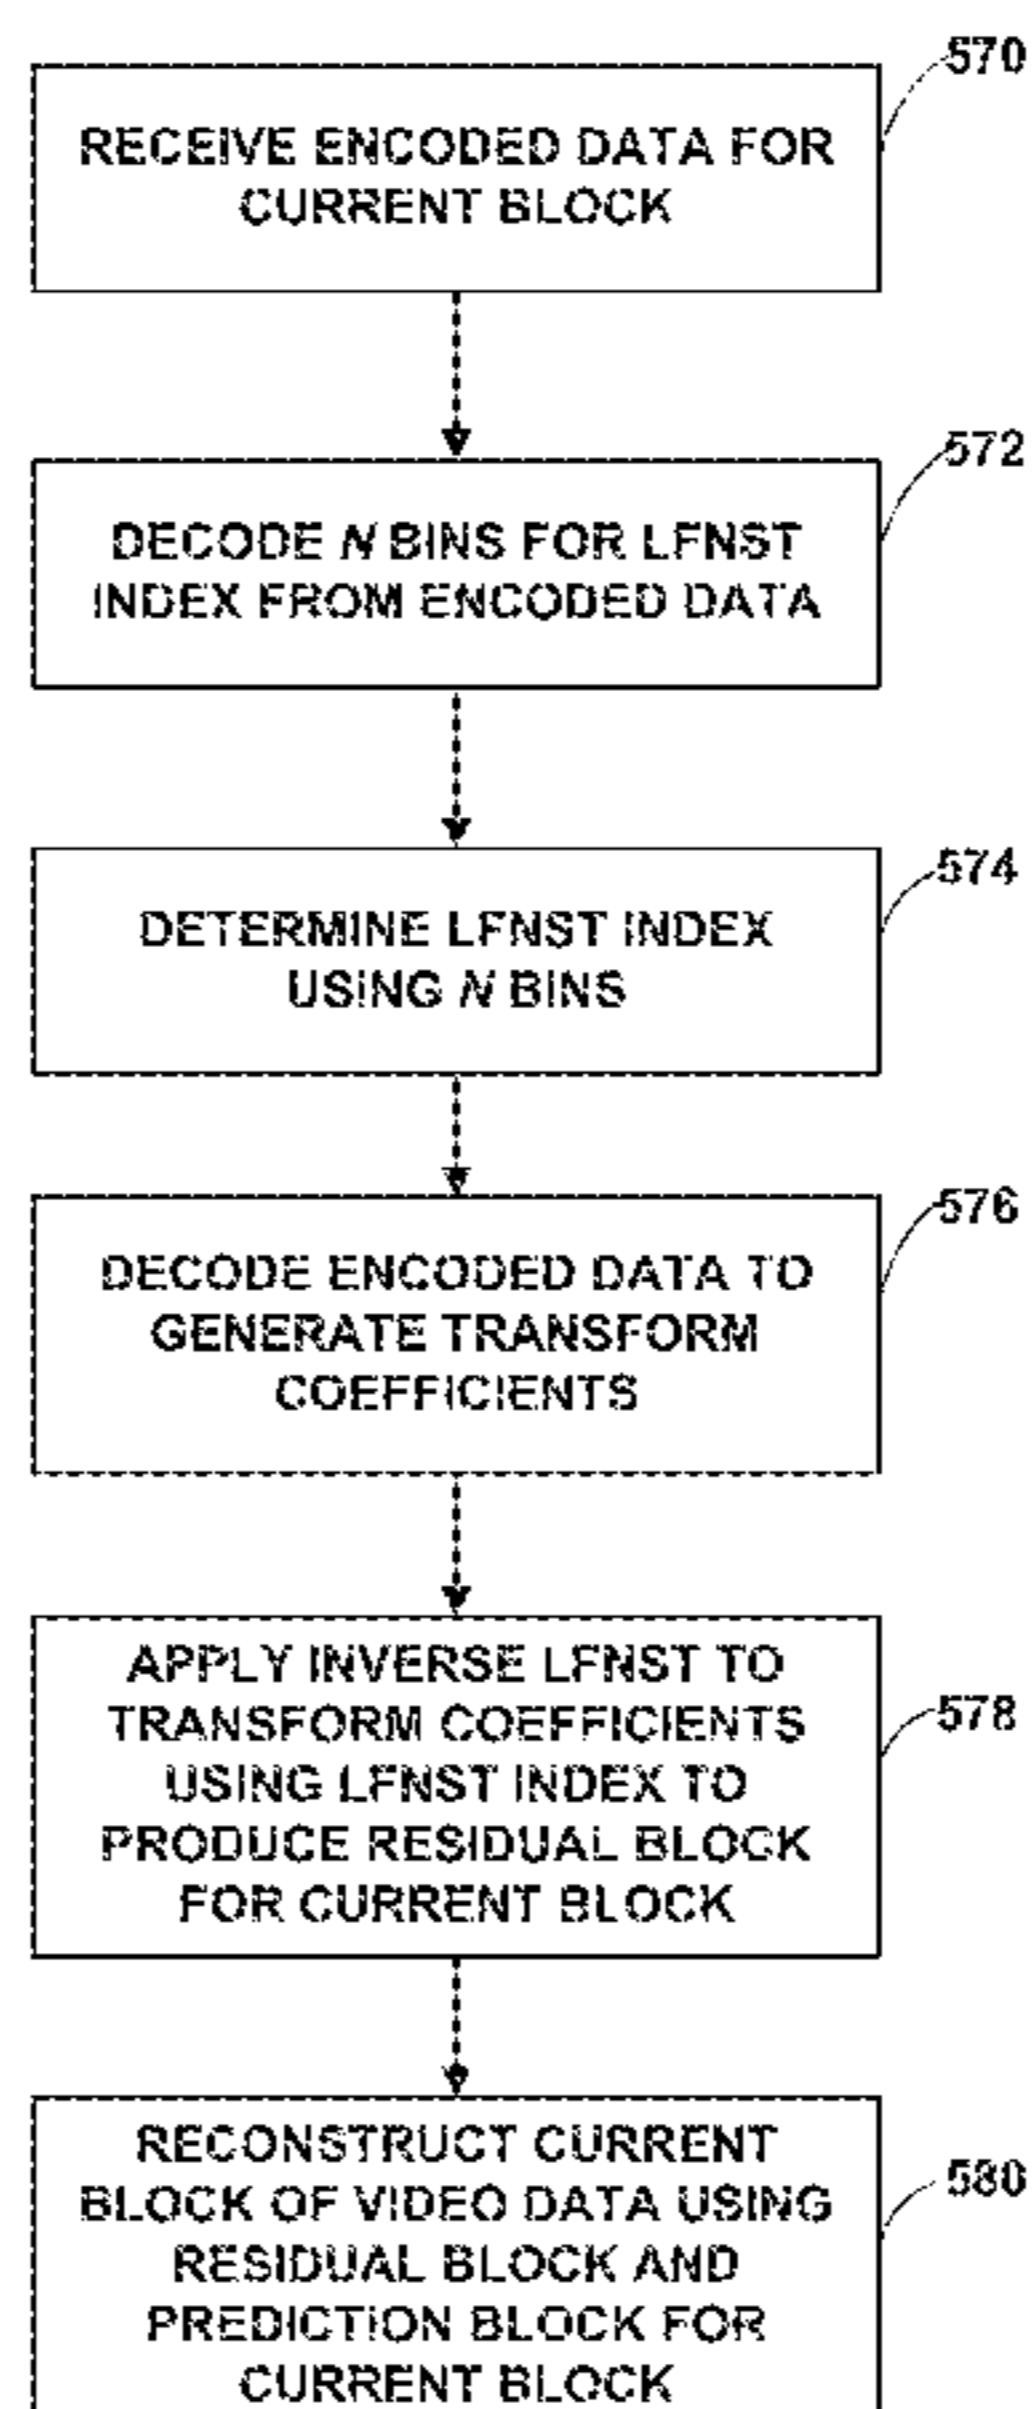 570
RECEIVE ENCODED DATA FOR
CURRENT BLOCK
572
DECODE N BINS FOR LFNST
INDEX FROM ENCODED DATA
574
DETERMINE LFNST INDEX
USING N BINS
576
DECODE ENCODED DATA TO
GENERATE TRANSFORM
COEFFICIENTS
578
APPLY INVERSE LFNST TO
TRANSFORM COEFFICIENTS
USING LFNST INDEX TO
PRODUCE RESIDUAL BLOCK
FOR CURRENT BLOCK
580
RECONSTRUCT CURRENT
BLOCK OF VIDEO DATA USING
RESIDUAL BLOCK AND
PREDICTION BLOCK FOR
CURRENT BLOCK